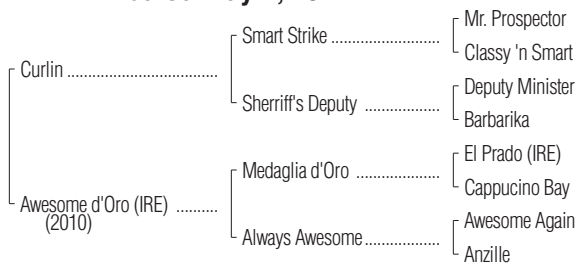 Mr. Prospector
Smart Strike ........................
Classy 'n Smart
Curlin ..................................
Deputy Minister
Sherriff's Deputy .................
Barbarika
El Prado (IRE)
Medaglia d'Oro ..................
Cappucino Bay
Awesome d'Oro (IRE) .........
(2010)
Awesome Again
Always Awesome.................
Anzille